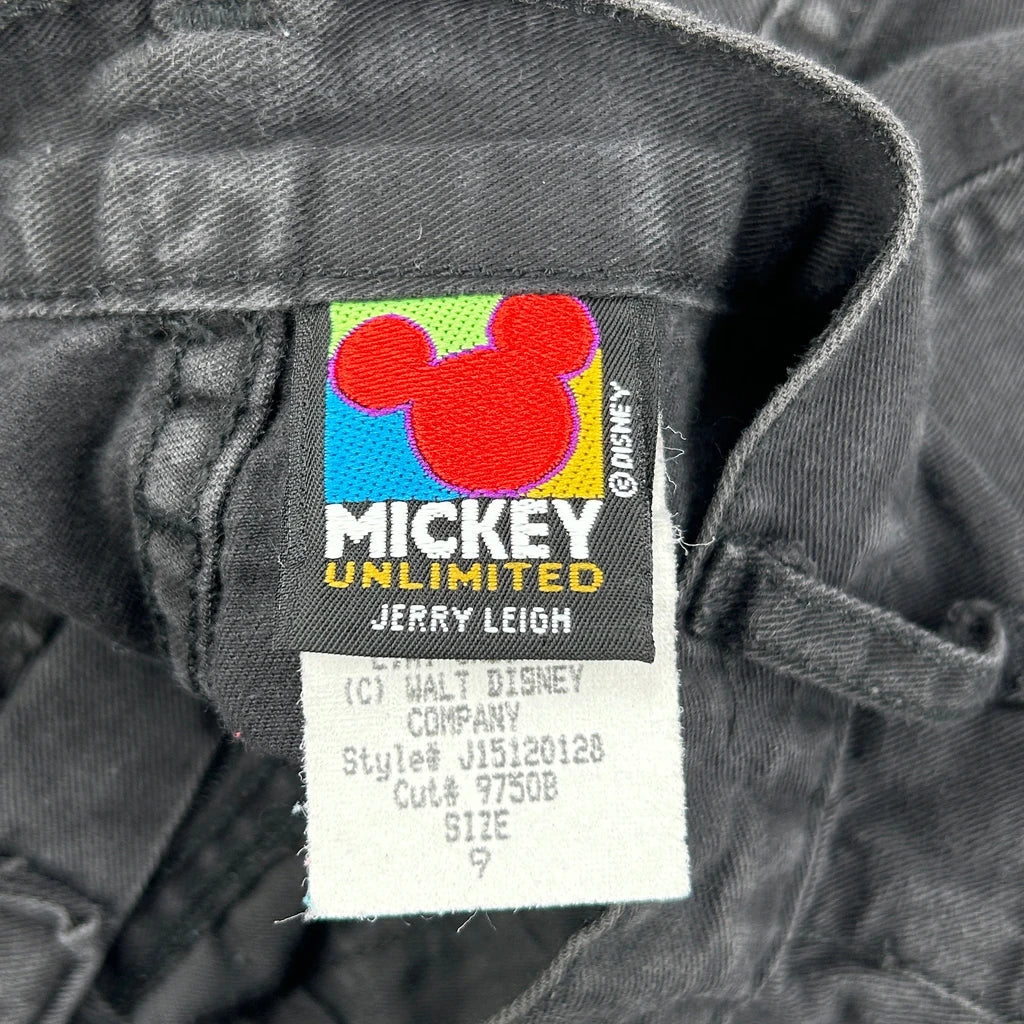 © DISNEY
MICKEY
UNLIMITED
JERRY LEIGH
(C) WALT DISNEY
COMPANY
Style# J15120128
Cut# 9750B
SIZE
9